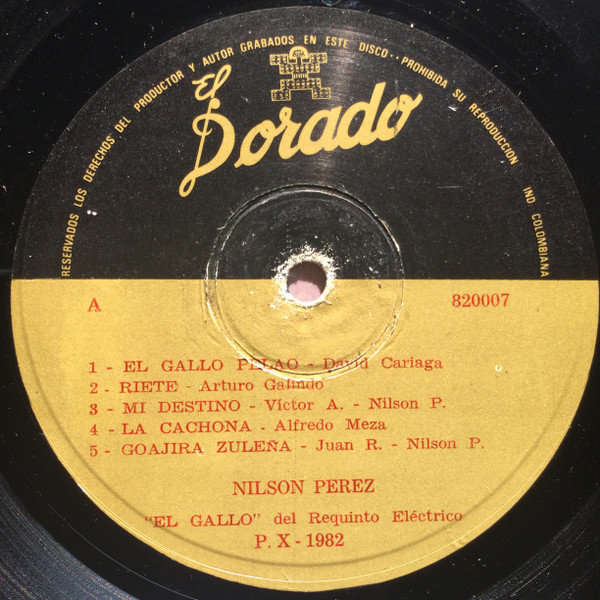 RESERVADOS LOS DERECHOS DEL PRODUCTOR Y AUTOR GRABADOS EN ESTE DISCO · · PROHIBIDA SU REPRODUCCION IND COLOMBIANA
El
Dorado
A 820007
1 - EL GALLO PELAO - David Cariaga
2 - RIETE - Arturo Galindo
3 - MI DESTINO - Víctor A. - Nilson P.
4 - LA CACHONA - Alfredo Meza
5 - GOAJIRA ZULEÑA - Juan R. - Nilson P.
NILSON PEREZ
"EL GALLO" del Requinto Eléctrico
P. X - 1982